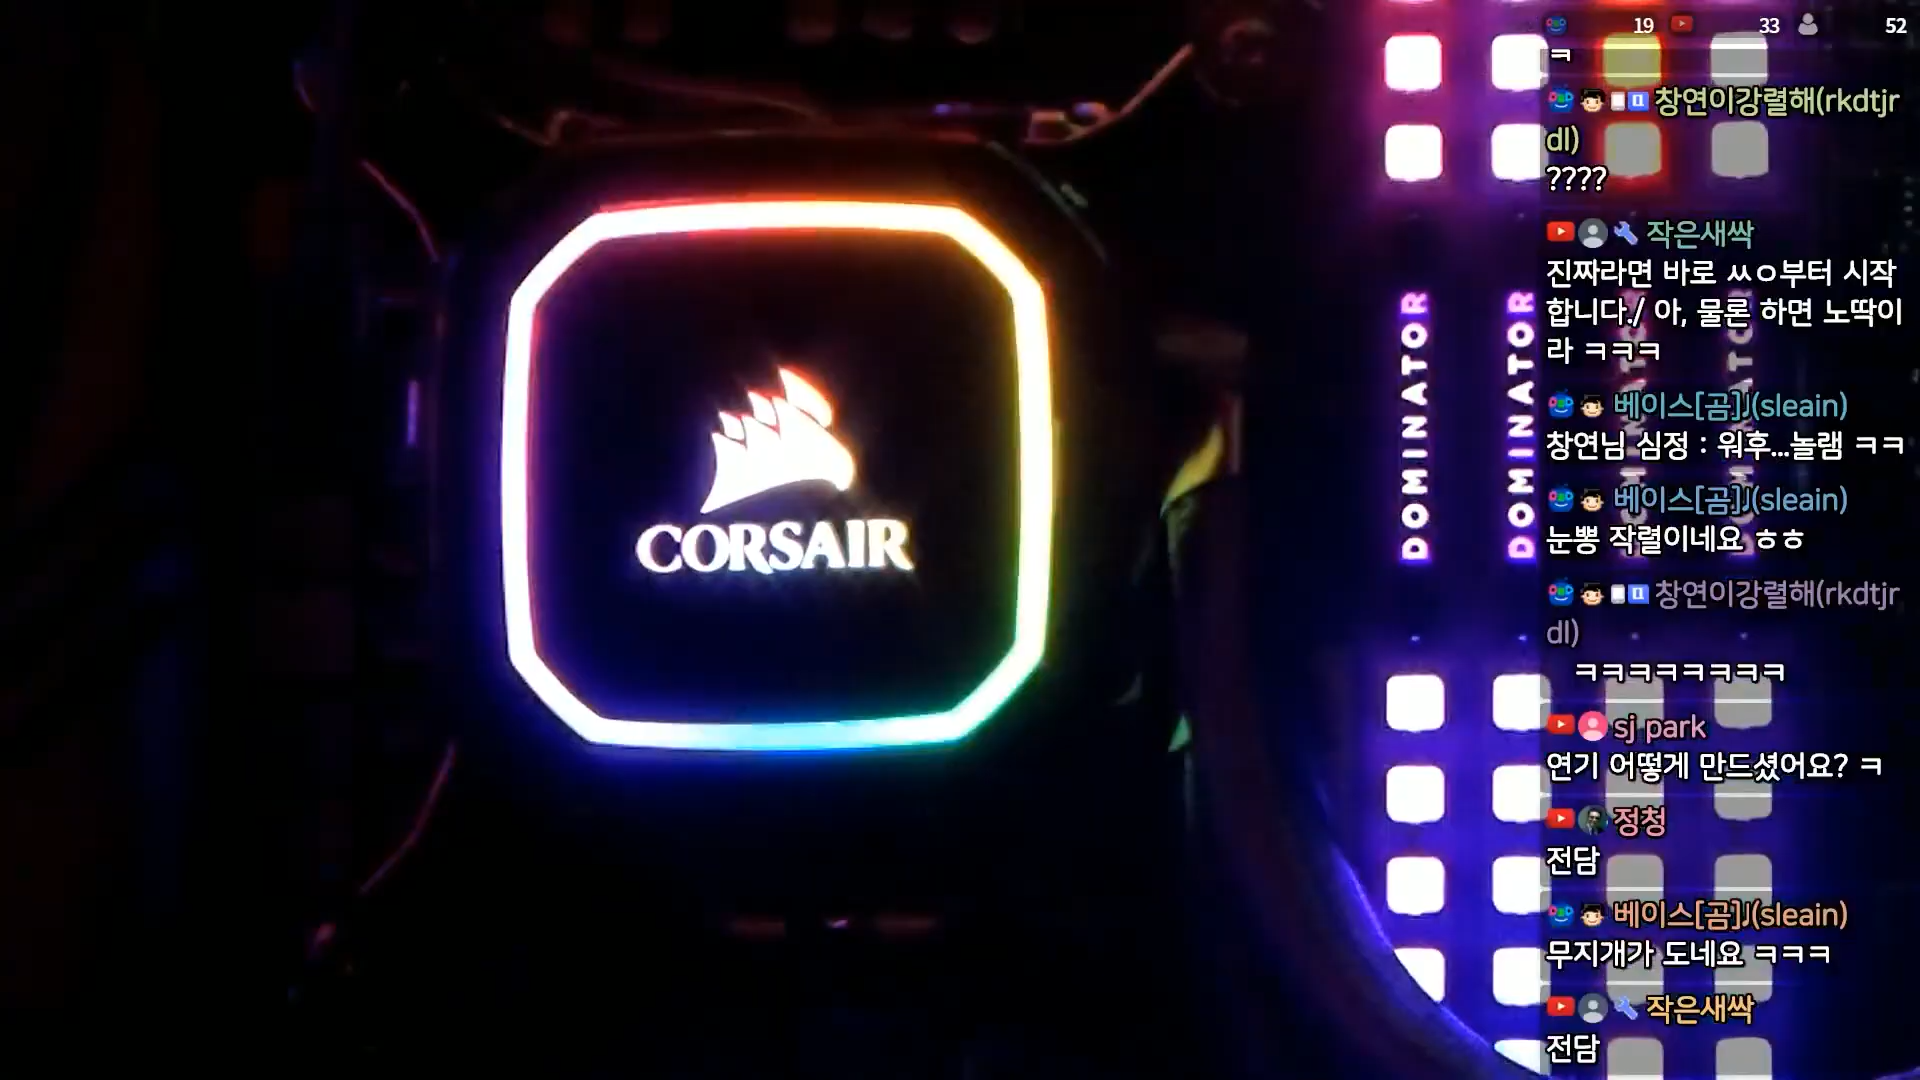 19 33 52
ㅋ
창연이강렬해(rkdtjr
dl)
????
작은새싹
진짜라면 바로 ㅆㅇ부터 시작
합니다./ 아, 물론 하면 노딱이
라 ㅋㅋㅋ
베이스[곰]J(sleain)
창연님 심정 : 워후...놀램 ㅋㅋ
베이스[곰]J(sleain)
눈뽕 작렬이네요 ㅎㅎ
창연이강렬해(rkdtjr
dl)
ㅋㅋㅋㅋㅋㅋㅋㅋ
sj park
연기 어떻게 만드셨어요? ㅋ
정청
전담
베이스[곰]J(sleain)
무지개가 도네요 ㅋㅋㅋ
작은새싹
전담
CORSAIR
DOMINATOR
DOMINATOR
DOMINATOR
DOMINATOR